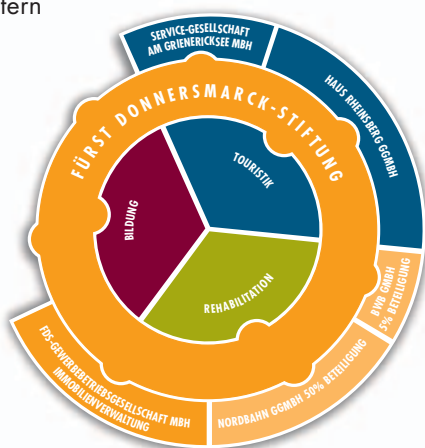 tern
SERVICE-GESELLSCHAFT
AM GRIENERICKSEE MBH
HAUS RHEINSBERG GGMBH
FÜRST DONNERSMARCK-STIFTUNG
TOURISTIK
BILDUNG
REHABILITATION
BWB GMBH
5% BETEILIGUNG
NORDBAHN GGMBH 50% BETEILIGUNG
FDS-GEWERBEBETRIEBSGESELLSCHAFT MBH
IMMOBILIENVERWALTUNG